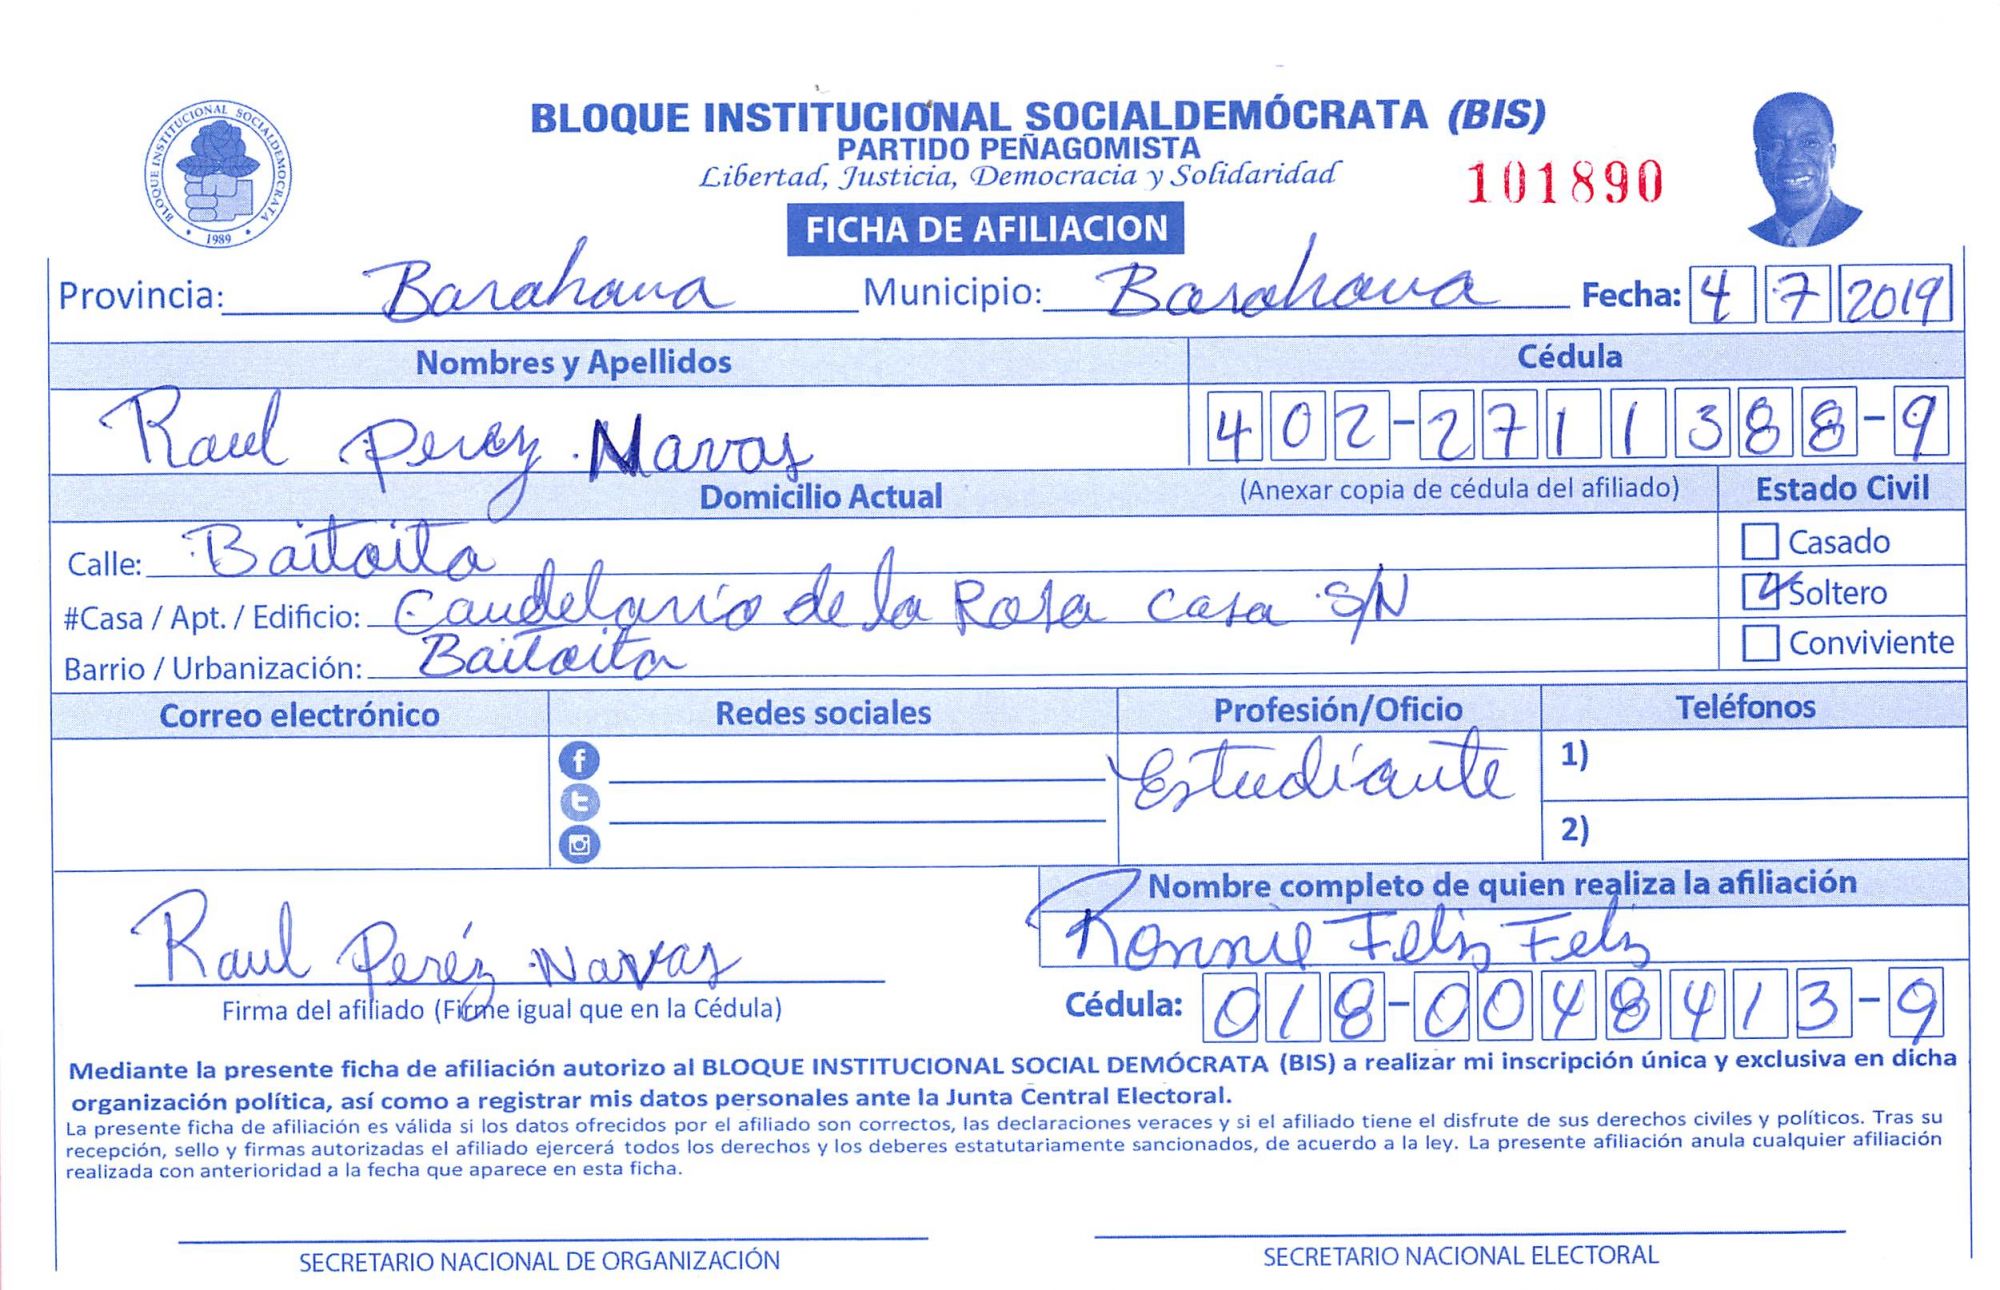 BLOQUE INSTITUCIONAL SOCIALDEMOCRATA
1989
BLOQUE INSTITUCIONAL SOCIALDEMÓCRATA (BIS)
PARTIDO PEÑAGOMISTA
Libertad, Justicia, Democracia y Solidaridad
101890
FICHA DE AFILIACION
Provincia: Barahona Municipio: Barahona Fecha: 4 7 2019
Nombres y Apellidos Cédula
Raul Perez Navas 402-2711388-9
Domicilio Actual (Anexar copia de cédula del afiliado) Estado Civil
Calle: Baitoita Casado
#Casa / Apt. / Edificio: Candelario de la Rosa casa S/N Soltero
Barrio / Urbanización: Baitoita Conviviente
Correo electrónico Redes sociales Profesión/Oficio Teléfonos
Estudiante 1)
2)
Nombre completo de quien realiza la afiliación
Raul Peréz Navas Ronnie Feliz Feliz
Firma del afiliado (Firme igual que en la Cédula) Cédula: 018-0048413-9
Mediante la presente ficha de afiliación autorizo al BLOQUE INSTITUCIONAL SOCIAL DEMÓCRATA (BIS) a realizar mi inscripción única y exclusiva en dicha
organización política, así como a registrar mis datos personales ante la Junta Central Electoral.
La presente ficha de afiliación es válida si los datos ofrecidos por el afiliado son correctos, las declaraciones veraces y si el afiliado tiene el disfrute de sus derechos civiles y políticos. Tras su
recepción, sello y firmas autorizadas el afiliado ejercerá todos los derechos y los deberes estatutariamente sancionados, de acuerdo a la ley. La presente afiliación anula cualquier afiliación
realizada con anterioridad a la fecha que aparece en esta ficha.
SECRETARIO NACIONAL DE ORGANIZACIÓN SECRETARIO NACIONAL ELECTORAL